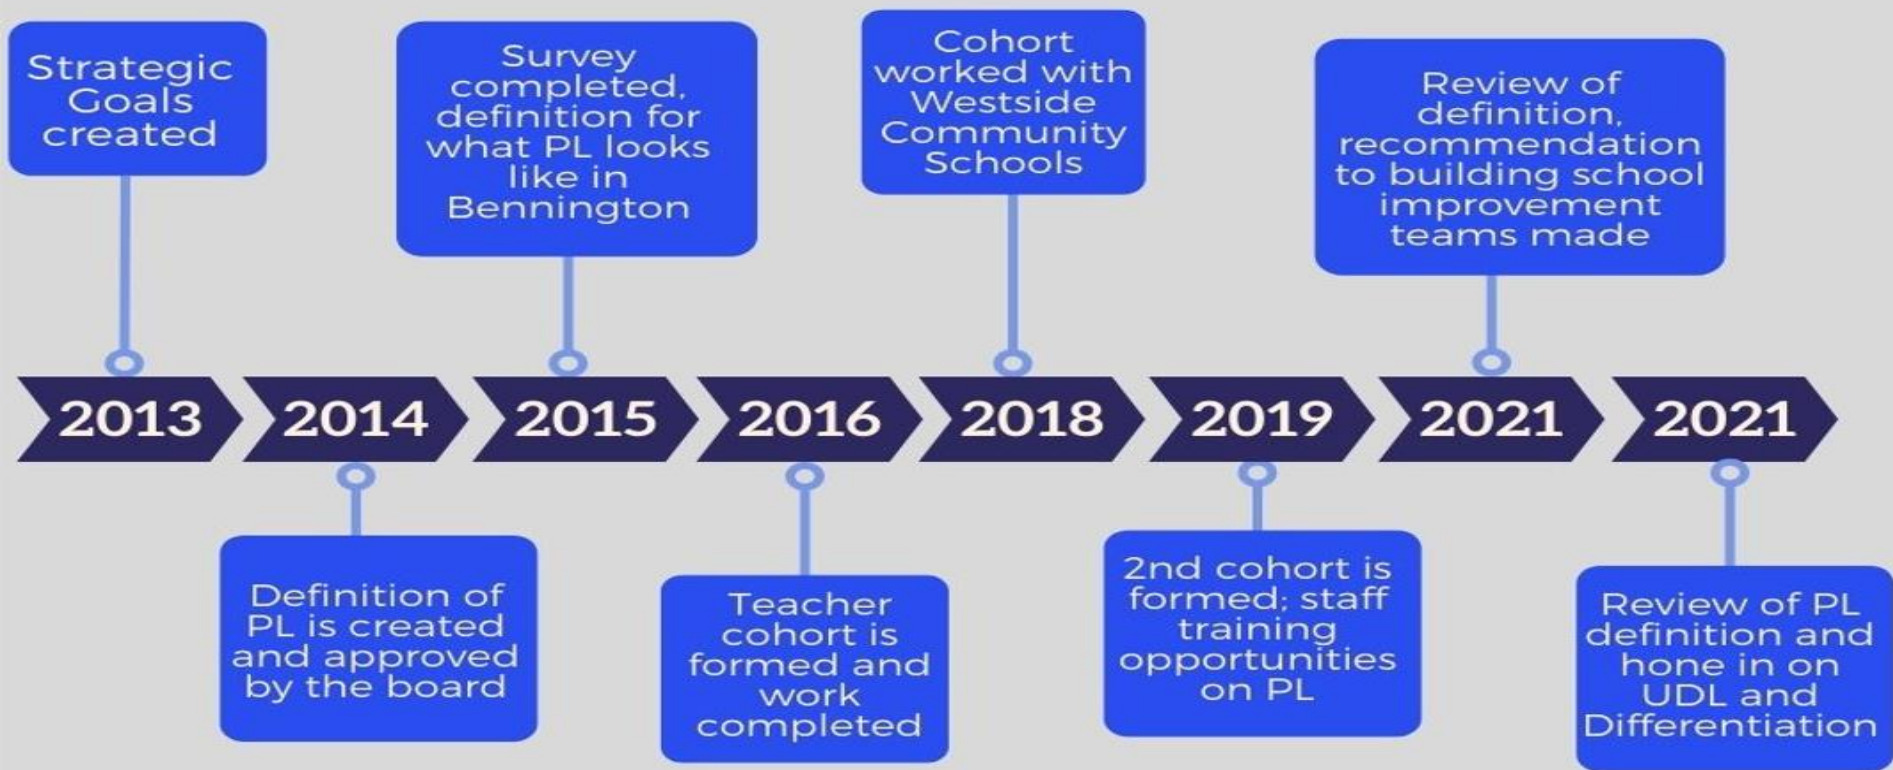 Strategic
Goals
created
Survey
completed,
definition for
what PL looks
like in
Bennington
Cohort
worked with
Westside
Community
Schools
Review of
definition,
recommendation
to building school
improvement
teams made
2013
2014
2015
2016
2018
2019
2021
2021
Definition of
PL is created
and approved
by the board
Teacher
cohort is
formed and
work
completed
2nd cohort is
formed; staff
training
opportunities
on PL
Review of PL
definition and
hone in on
UDL and
Differentiation